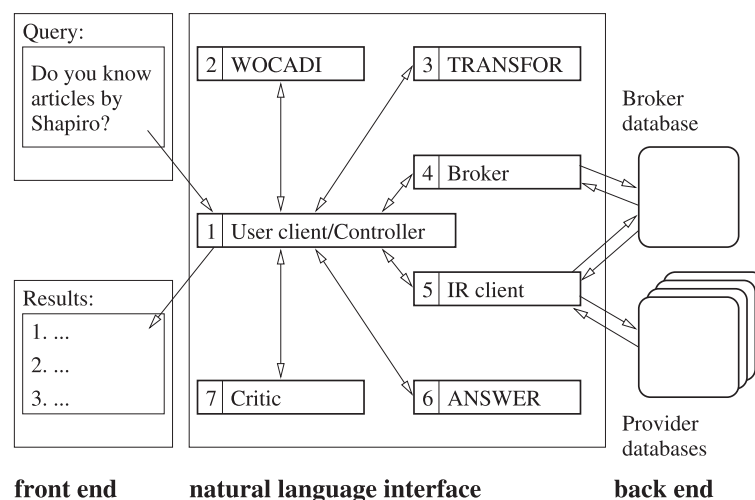 Query:
Do you know
articles by
Shapiro?
2 WOCADI
3 TRANSFOR
Broker
database
4 Broker
1 User client/Controller
5 IR client
Results:
1. ...
2. ...
3. ...
7 Critic
6 ANSWER
Provider
databases
front end
natural language interface
back end